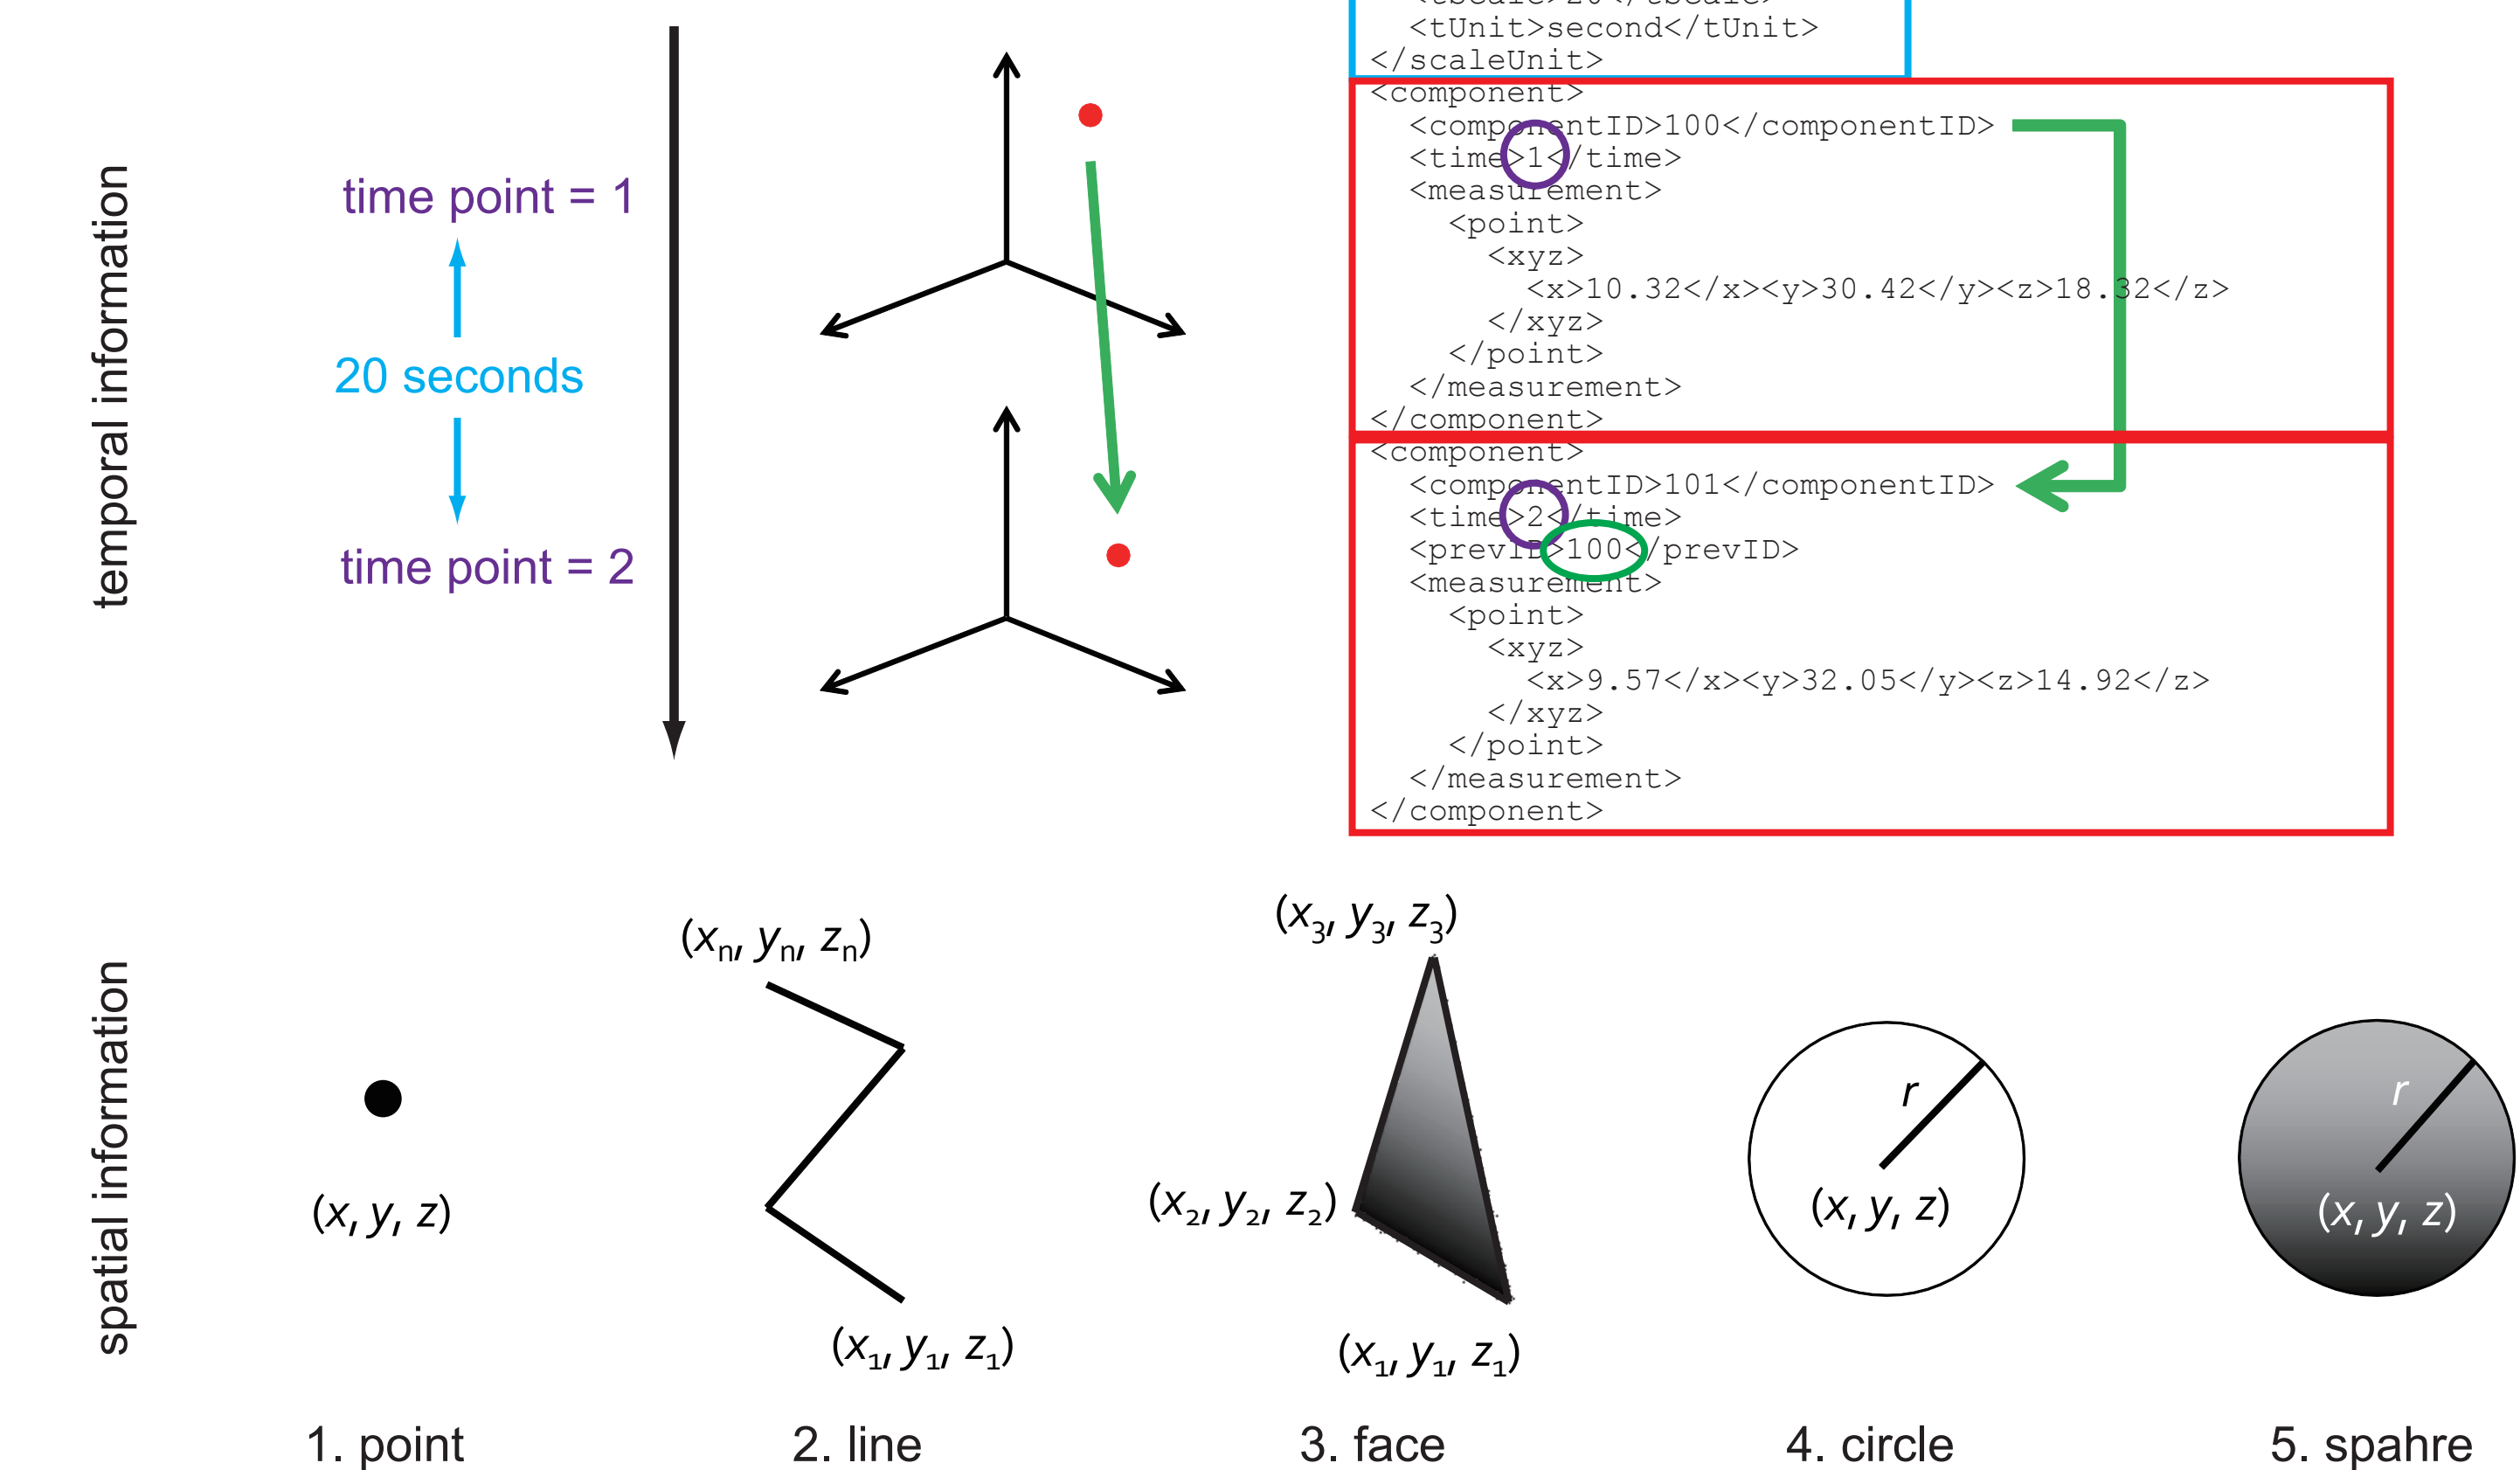 temporal information
time point = 1
20 seconds
time point = 2
<tScale>20</tScale>
<tUnit>second</tUnit>
</scaleUnit>
<component>
<componentID>100</componentID>
<time>1</time>
<measurement>
<point>
<xyz>
<x>10.32</x><y>30.42</y><z>18.32</z>
</xyz>
</point>
</measurement>
</component>
<component>
<componentID>101</componentID>
<time>2</time>
<prevID>100</prevID>
<measurement>
<point>
<xyz>
<x>9.57</x><y>32.05</y><z>14.92</z>
</xyz>
</point>
</measurement>
</component>
spatial information
(x, y, z)
1. point
(xn, yn, zn)
(x1, y1, z1)
2. line
(x3, y3, z3)
(x2, y2, z2)
(x1, y1, z1)
3. face
r
(x, y, z)
4. circle
r
(x, y, z)
5. spahre